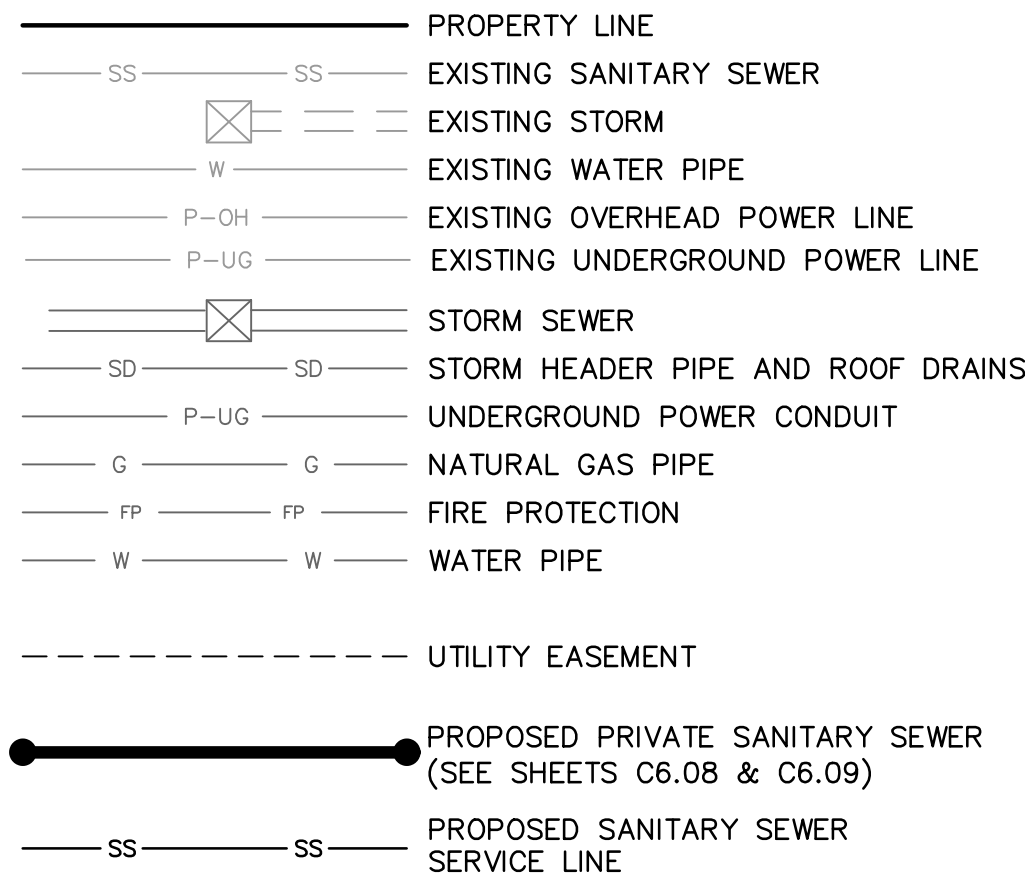 PROPERTY LINE
SS SS EXISTING SANITARY SEWER
EXISTING STORM
W EXISTING WATER PIPE
P-OH EXISTING OVERHEAD POWER LINE
P-UG EXISTING UNDERGROUND POWER LINE
STORM SEWER
SD SD STORM HEADER PIPE AND ROOF DRAINS
P-UG UNDERGROUND POWER CONDUIT
G G NATURAL GAS PIPE
FP FP FIRE PROTECTION
W W WATER PIPE
UTILITY EASEMENT
PROPOSED PRIVATE SANITARY SEWER
(SEE SHEETS C6.08 & C6.09)
SS SS PROPOSED SANITARY SEWER
SERVICE LINE